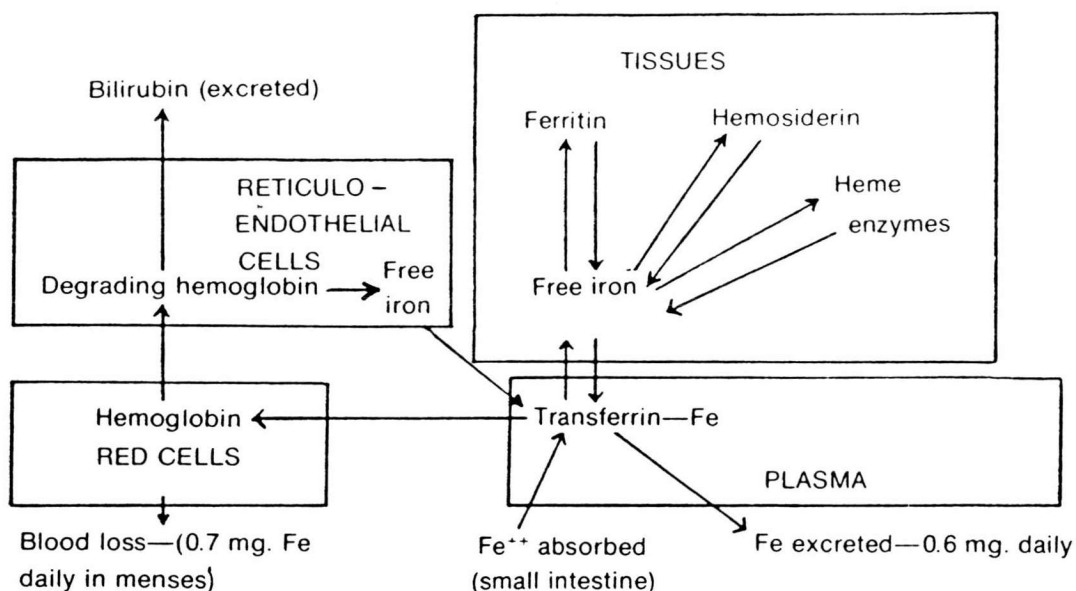 TISSUES
Bilirubin (excreted)
Ferritin
Hemosiderin
RETICULO –
ENDOTHELIAL
CELLS
Heme
enzymes
Degrading hemoglobin
Free
iron
Free iron
Hemoglobin
RED CELLS
Transferrin—Fe
PLASMA
Blood loss—(0.7 mg. Fe
daily in menses)
Fe⁺⁺ absorbed
(small intestine)
Fe excreted—0.6 mg. daily